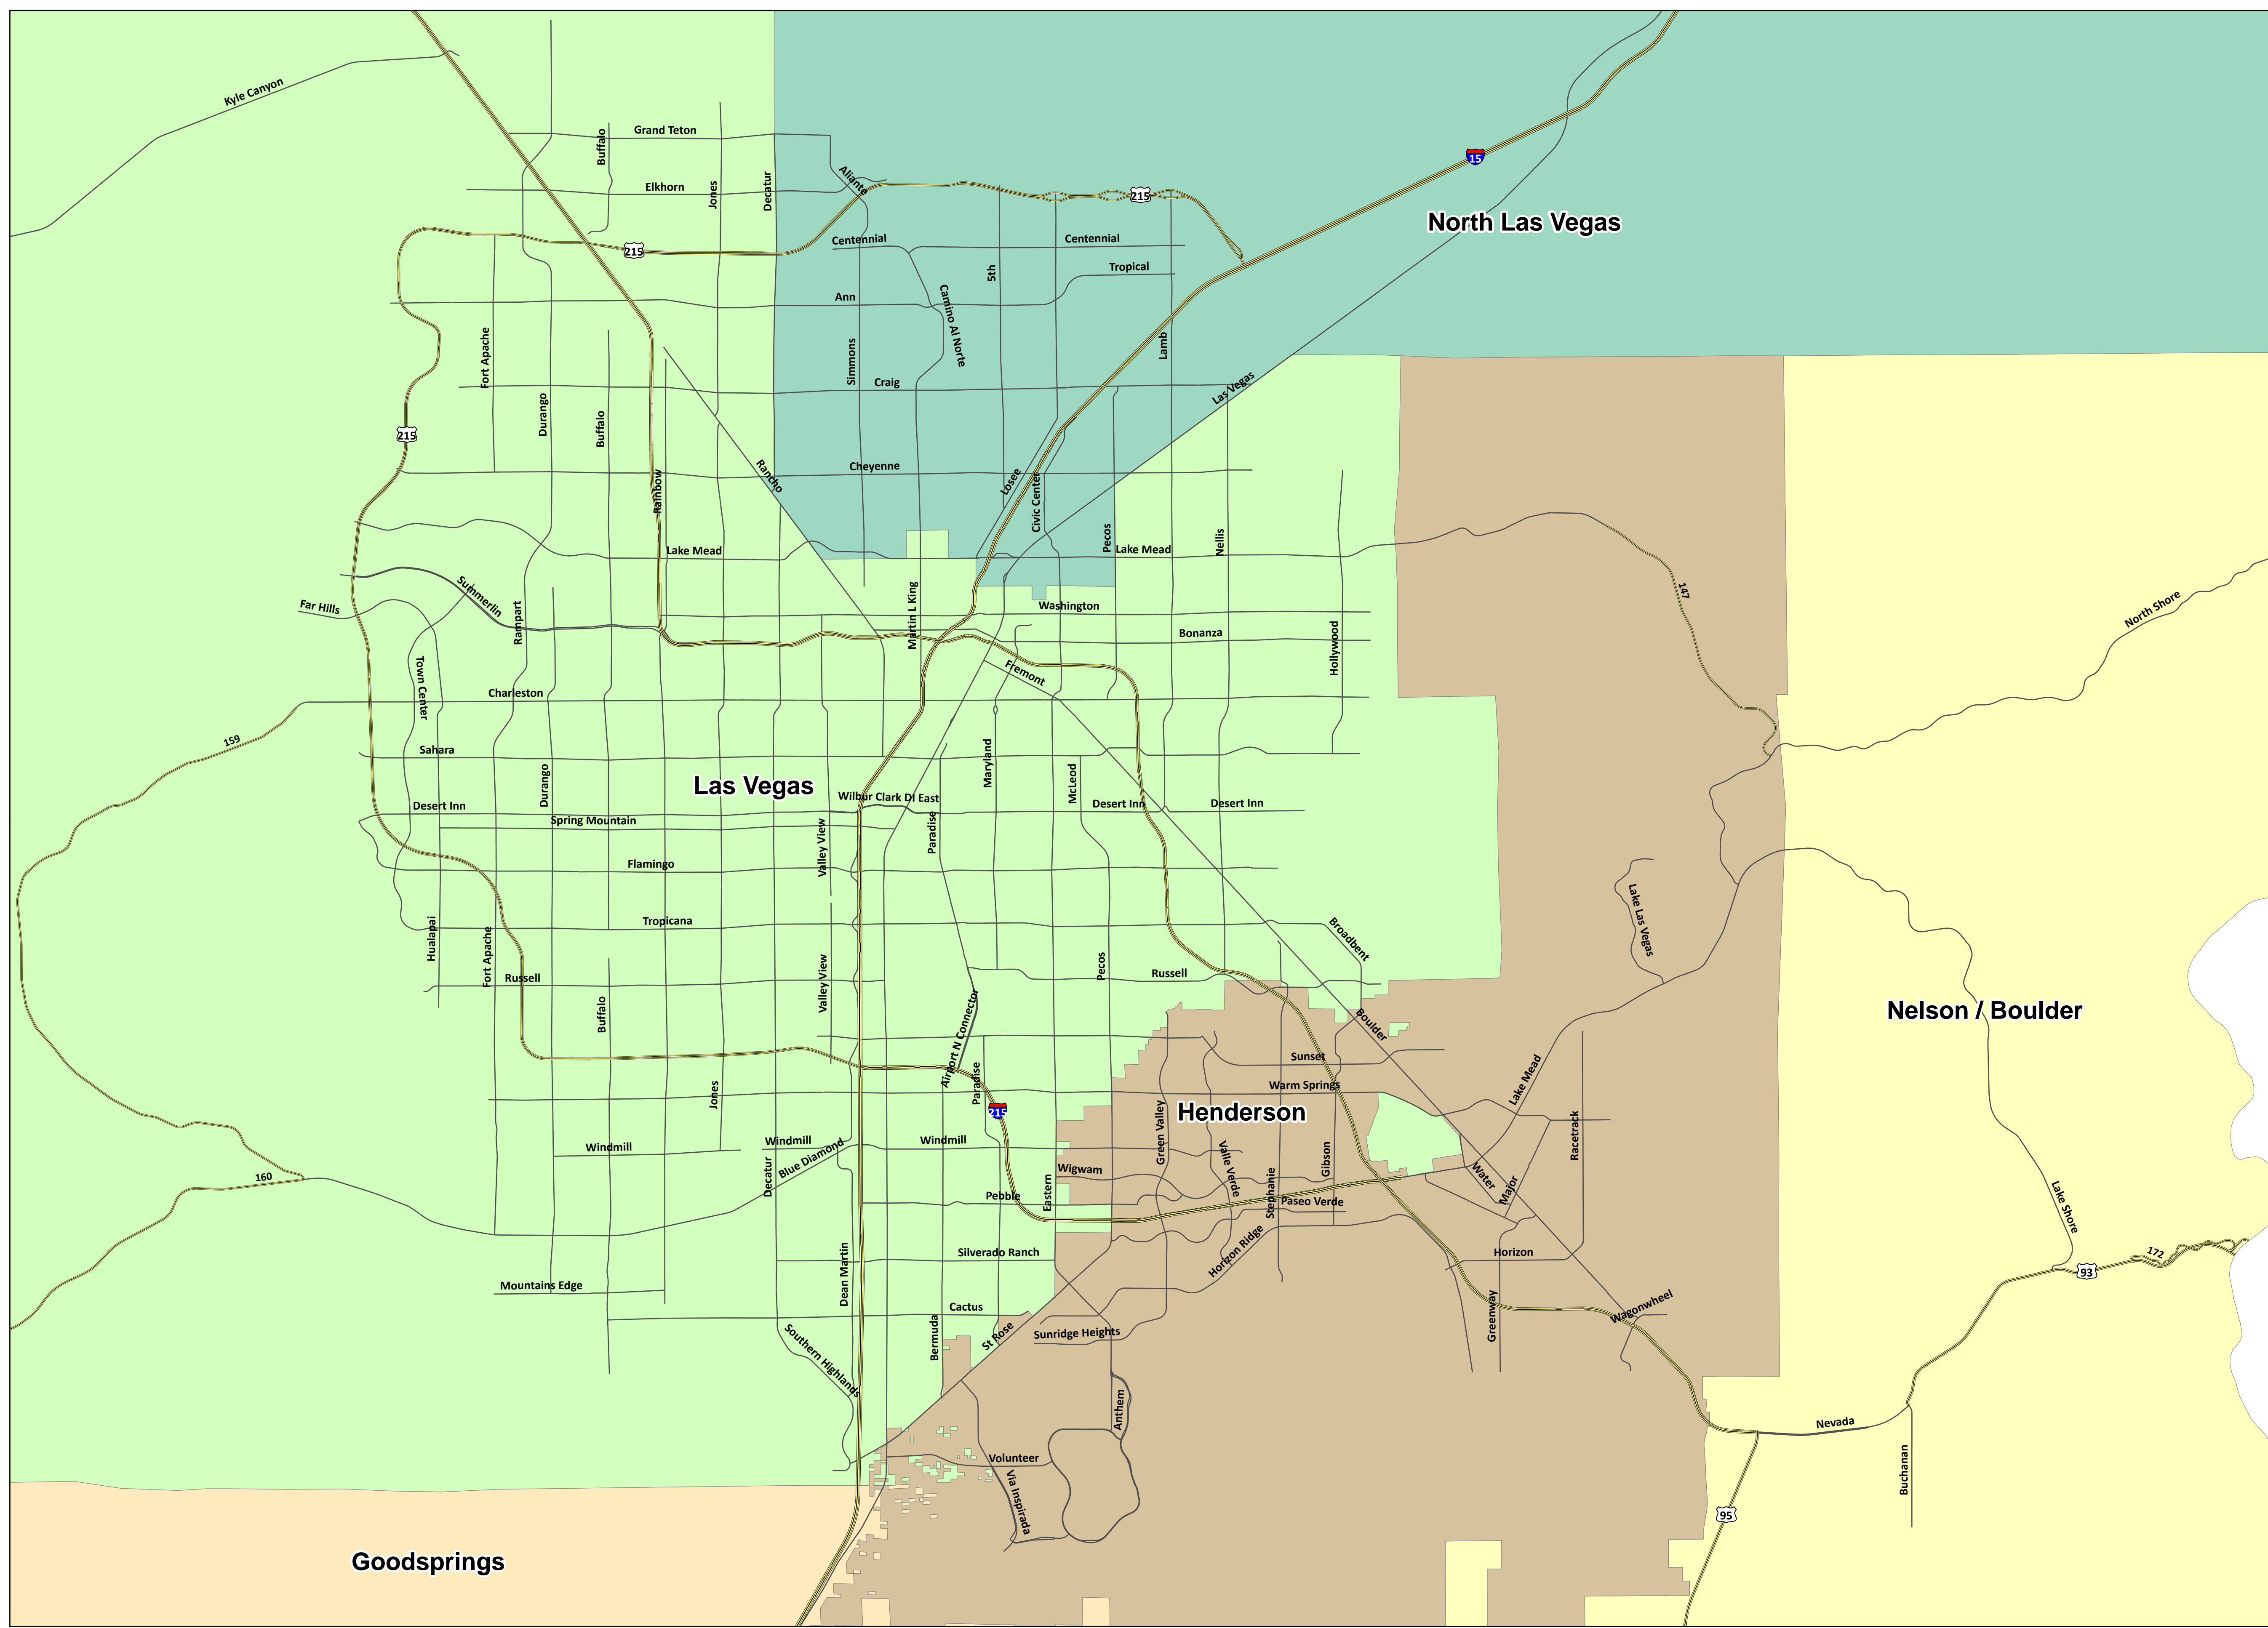 Kyle Canyon
Grand Teton
Buffalo
15
Elkhorn
Jones
Decatur
Aliante
215
North Las Vegas
215
Centennial
Centennial
5th
Tropical
Ann
Camino Al Norte
Fort Apache
Simmons
Lamb
Craig
Las Vegas
Durango
Buffalo
215
Cheyenne
Rancho
Rainbow
Losee
Civic Center
Pecos
Nellis
Lake Mead
Lake Mead
147
Summerlin
Far Hills
Rampart
Martin L King
Washington
Bonanza
Hollywood
North Shore
Town Center
Fremont
Charleston
159
Sahara
Maryland
McLeod
Durango
Las Vegas
Wilbur Clark DI East
Desert Inn
Desert Inn
Desert Inn
Spring Mountain
Valley View
Paradise
Flamingo
Lake Las Vegas
Tropicana
Hualapai
Fort Apache
Broadbent
Russell
Valley View
Pecos
Russell
Buffalo
Nelson / Boulder
Boulder
Airport N Connector
Sunset
Paradise
Warm Springs
Lake Mead
Jones
215
Henderson
Green Valley
Racetrack
Windmill
Windmill
Windmill
Blue Diamond
Decatur
Wigwam
Valle Verde
Gibson
Water
160
Eastern
Pebble
Stephanie
Paseo Verde
Major
Lake Shore
Silverado Ranch
Horizon Ridge
Horizon
172
93
Dean Martin
Mountains Edge
Cactus
Greenway
Wagonwheel
Bermuda
St Rose
Sunridge Heights
Southern Highlands
Anthem
Nevada
Volunteer
Buchanan
Via Inspirada
95
Goodsprings